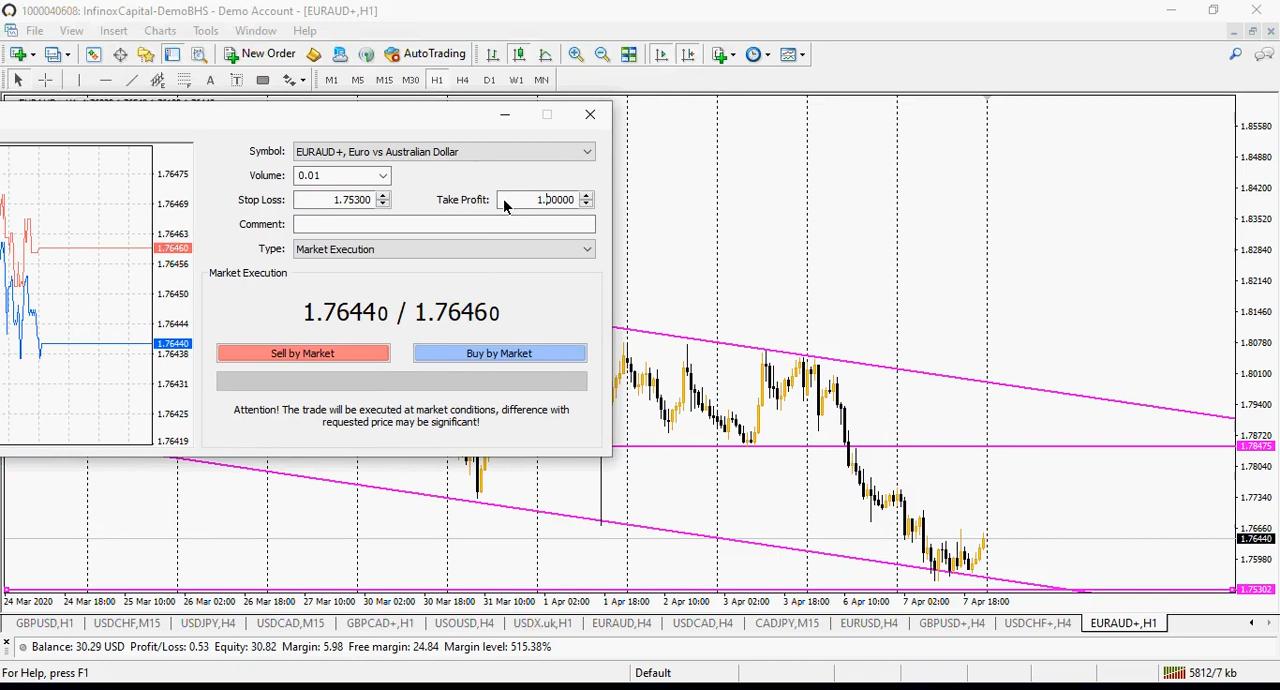 1000040608: InfinoxCapital-DemoBHS - Demo Account - [EURAUD+,H1]
File View Insert Charts Tools Window Help
New Order AutoTrading
A T M1 M5 M15 M30 H1 H4 D1 W1 MN
Symbol: EURAUD+, Euro vs Australian Dollar
Volume: 0.01
Stop Loss: 1.75300 Take Profit: 1.00000
Comment:
Type: Market Execution
Market Execution
1.76440 / 1.76460
Sell by Market Buy by Market
Attention! The trade will be executed at market conditions, difference with
requested price may be significant!
1.76475
1.76469
1.76463
1.76460
1.76456
1.76450
1.76444
1.76440
1.76438
1.76431
1.76425
1.76419
1.85580
1.84880
1.84200
1.83520
1.82840
1.82140
1.81460
1.80780
1.80100
1.79400
1.78720
1.78475
1.78040
1.77340
1.76660
1.76440
1.75980
1.75302
24 Mar 2020 24 Mar 18:00 25 Mar 10:00 26 Mar 02:00 26 Mar 18:00 27 Mar 10:00 30 Mar 02:00 30 Mar 18:00 31 Mar 10:00 1 Apr 02:00 1 Apr 18:00 2 Apr 10:00 3 Apr 02:00 3 Apr 18:00 6 Apr 10:00 7 Apr 02:00 7 Apr 18:00
GBPUSD,H1 USDCHF,M15 USDJPY,H4 USDCAD,M15 GBPCAD+,H1 USOUSD,H4 USDX.uk,H1 EURAUD,H4 USDCAD,H4 CADJPY,M15 EURUSD,H4 GBPUSD+,H4 USDCHF+,H4 EURAUD+,H1
Balance: 30.29 USD Profit/Loss: 0.53 Equity: 30.82 Margin: 5.98 Free margin: 24.84 Margin level: 515.38%
For Help, press F1 Default 5812/7 kb